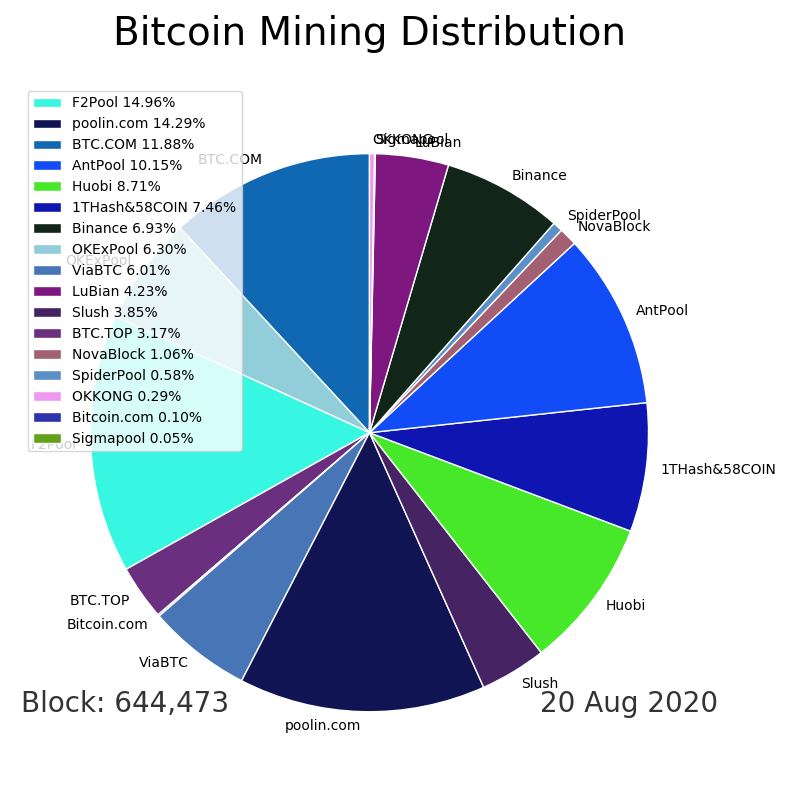 Bitcoin Mining Distribution
F2Pool 14.96%
poolin.com 14.29%
BTC.COM 11.88%
AntPool 10.15%
Huobi 8.71%
1THash&58COIN 7.46%
Binance 6.93%
OKExPool 6.30%
ViaBTC 6.01%
LuBian 4.23%
Slush 3.85%
BTC.TOP 3.17%
NovaBlock 1.06%
SpiderPool 0.58%
OKKONG 0.29%
Bitcoin.com 0.10%
Sigmapool 0.05%
OKKONG
Sigmapool
LuBian
Binance
SpiderPool
NovaBlock
AntPool
1THash&58COIN
Huobi
Slush
poolin.com
ViaBTC
Bitcoin.com
BTC.TOP
F2Pool
OKExPool
BTC.COM
Block: 644,473
20 Aug 2020